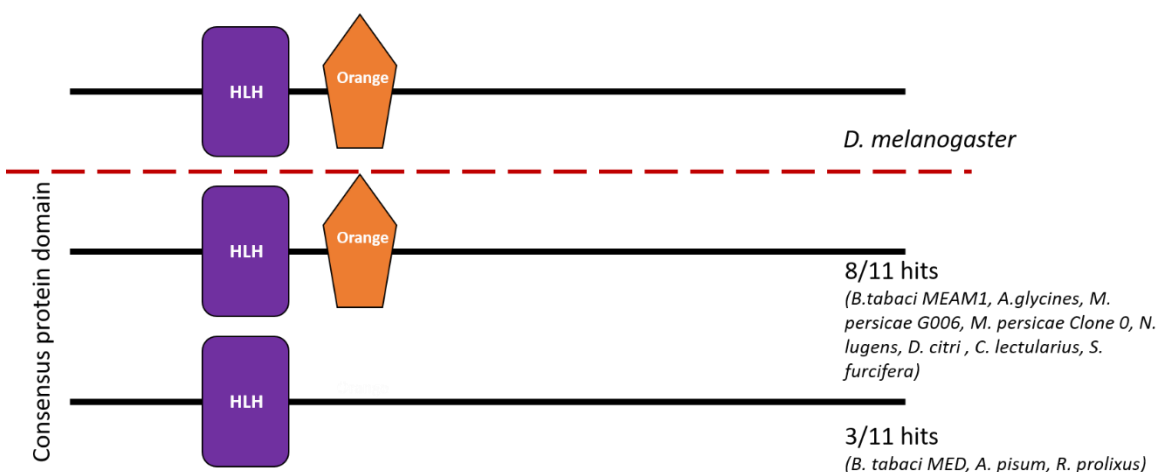 HLH
Orange
D. melanogaster
Consensus protein domain
HLH
Orange
8/11 hits
(B.tabaci MEAM1, A.glycines, M.
persicae G006, M. persicae Clone 0, N.
lugens, D. citri , C. lectularius, S.
furcifera)
HLH
3/11 hits
(B. tabaci MED, A. pisum, R. prolixus)